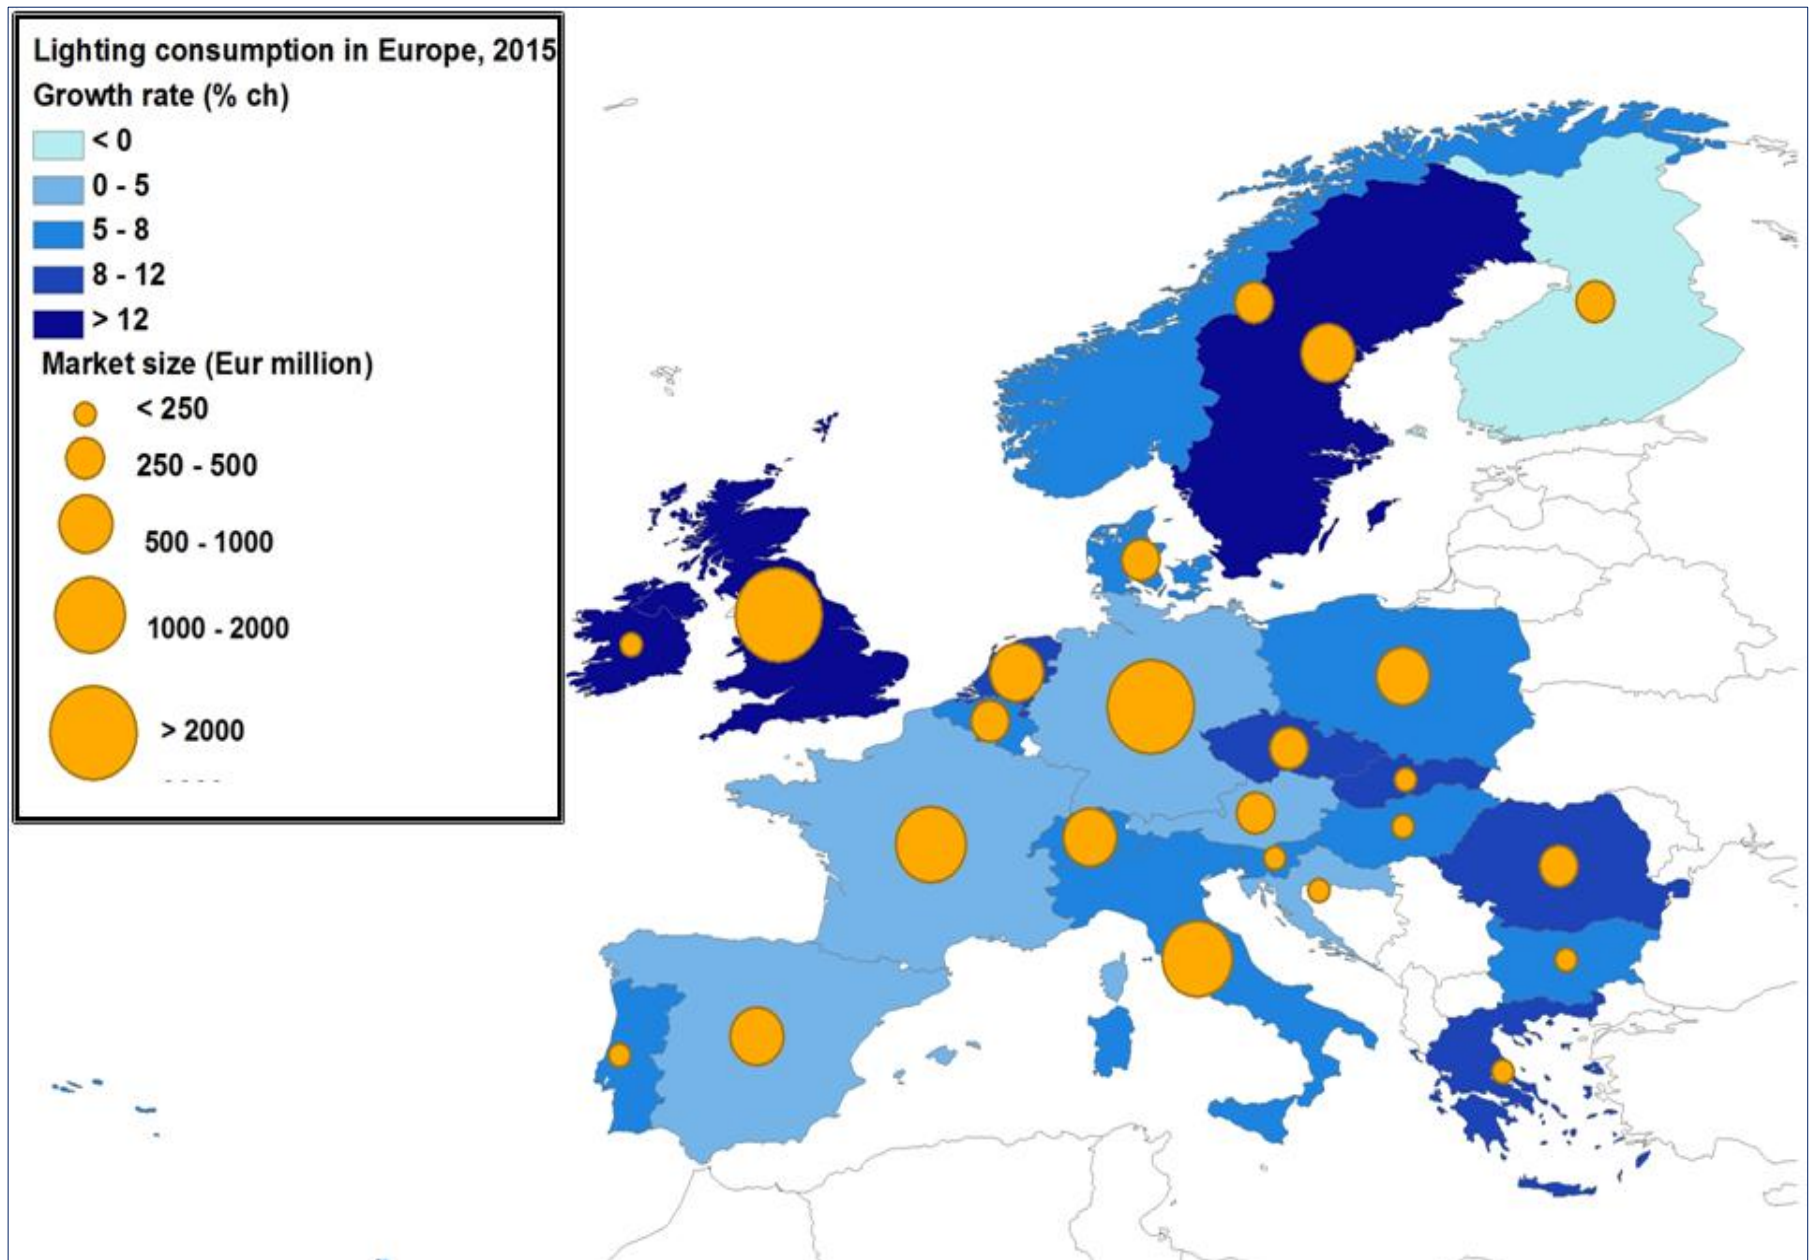 Lighting consumption in Europe, 2015
Growth rate (% ch)
< 0
0 - 5
5 - 8
8 - 12
> 12
Market size (Eur million)
< 250
250 - 500
500 - 1000
1000 - 2000
> 2000